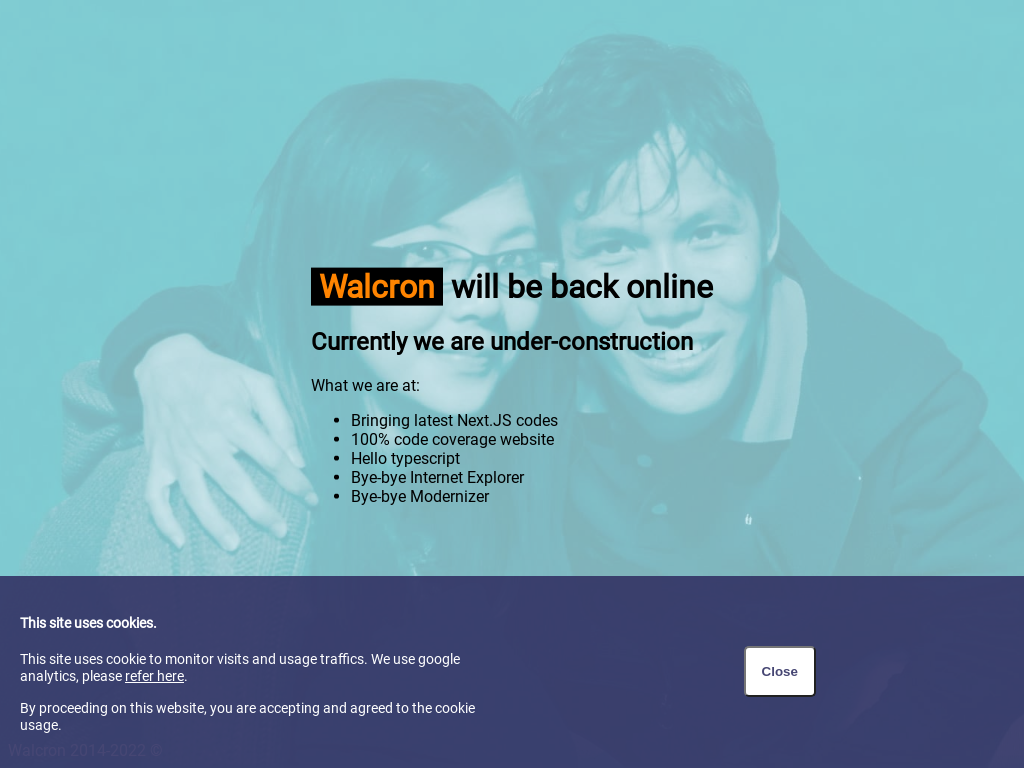 Walcron will be back online
Currently we are under-construction
What we are at:
• Bringing latest Next.JS codes
• 100% code coverage website
• Hello typescript
• Bye-bye Internet Explorer
• Bye-bye Modernizer
This site uses cookies.
This site uses cookie to monitor visits and usage traffics. We use google
analytics, please refer here.
By proceeding on this website, you are accepting and agreed to the cookie
usage.
Close
Walcron 2014-2022 ©